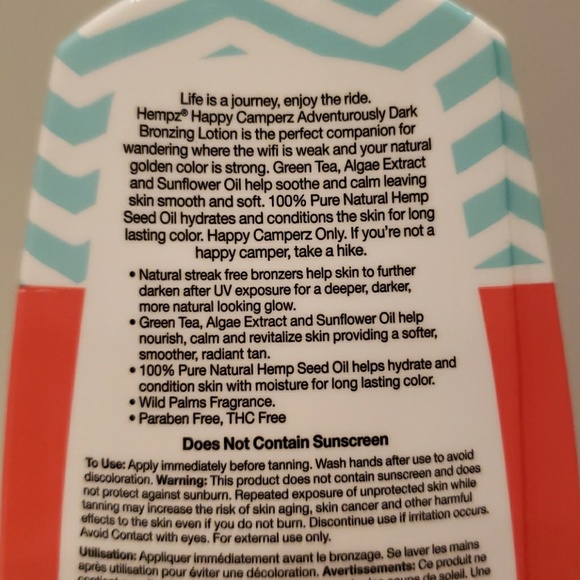 Life is a journey, enjoy the ride.
Hempz® Happy Camperz Adventurously Dark
Bronzing Lotion is the perfect companion for
wandering where the wifi is weak and your natural
golden color is strong. Green Tea, Algae Extract
and Sunflower Oil help soothe and calm leaving
skin smooth and soft. 100% Pure Natural Hemp
Seed Oil hydrates and conditions the skin for long
lasting color. Happy Camperz Only. If you're not a
happy camper, take a hike.
• Natural streak free bronzers help skin to further
darken after UV exposure for a deeper, darker,
more natural looking glow.
• Green Tea, Algae Extract and Sunflower Oil help
nourish, calm and revitalize skin providing a softer,
smoother, radiant tan.
• 100% Pure Natural Hemp Seed Oil helps hydrate and
condition skin with moisture for long lasting color.
• Wild Palms Fragrance.
• Paraben Free, THC Free
Does Not Contain Sunscreen
To Use: Apply immediately before tanning. Wash hands after use to avoid
discoloration. Warning: This product does not contain sunscreen and does
not protect against sunburn. Repeated exposure of unprotected skin while
tanning may increase the risk of skin aging, skin cancer and other harmful
effects to the skin even if you do not burn. Discontinue use if irritation occurs.
Avoid Contact with eyes. For external use only.
Utilisation: Appliquer immédiatement avant le bronzage. Se laver les mains
après utilisation pour éviter une décoloration. Avertissements: Ce produit ne
coups de soleil. Une